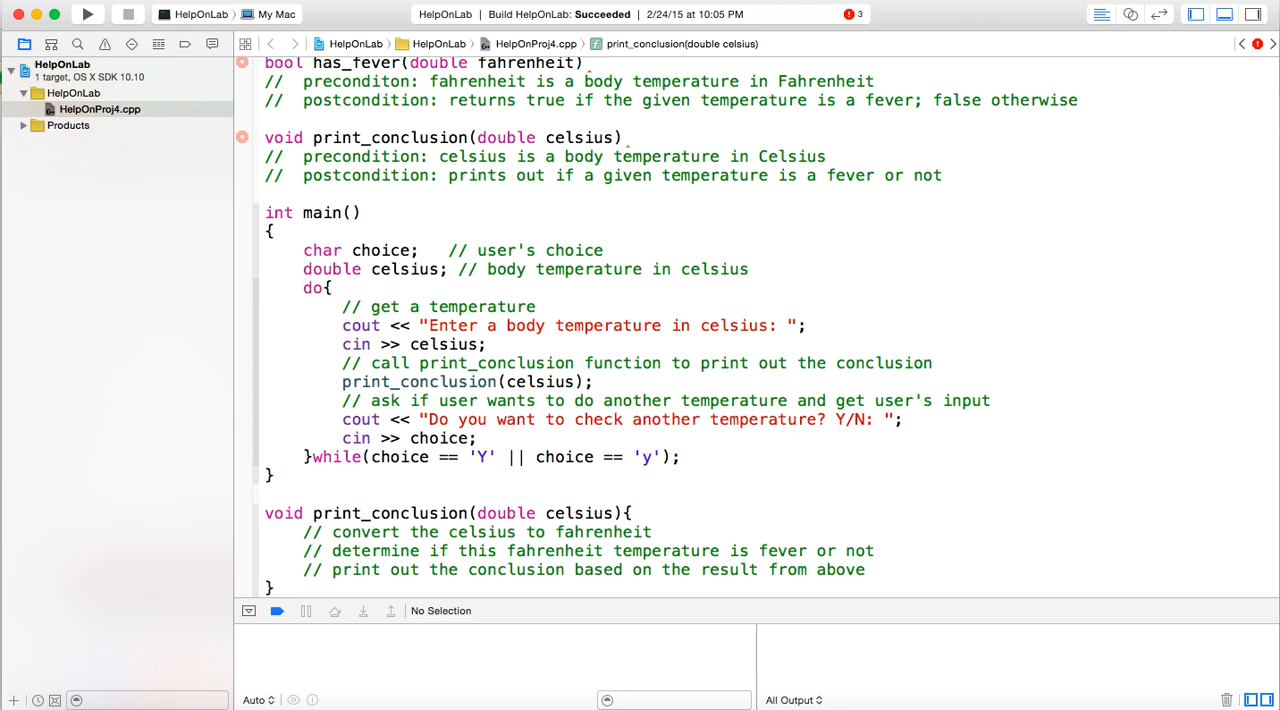 HelpOnLab My Mac HelpOnLab | Build HelpOnLab: Succeeded | 2/24/15 at 10:05 PM 3
HelpOnLab HelpOnLab HelpOnProj4.cpp f print_conclusion(double celsius)
HelpOnLab
1 target, OS X SDK 10.10
HelpOnLab
HelpOnProj4.cpp
Products
bool has_fever(double fahrenheit)
// preconditon: fahrenheit is a body temperature in Fahrenheit
// postcondition: returns true if the given temperature is a fever; false otherwise
void print_conclusion(double celsius)
// precondition: celsius is a body temperature in Celsius
// postcondition: prints out if a given temperature is a fever or not
int main()
{
char choice; // user's choice
double celsius; // body temperature in celsius
do{
// get a temperature
cout << "Enter a body temperature in celsius: ";
cin >> celsius;
// call print_conclusion function to print out the conclusion
print_conclusion(celsius);
// ask if user wants to do another temperature and get user's input
cout << "Do you want to check another temperature? Y/N: ";
cin >> choice;
}while(choice == 'Y' || choice == 'y');
}
void print_conclusion(double celsius){
// convert the celsius to fahrenheit
// determine if this fahrenheit temperature is fever or not
// print out the conclusion based on the result from above
}
No Selection
Auto All Output